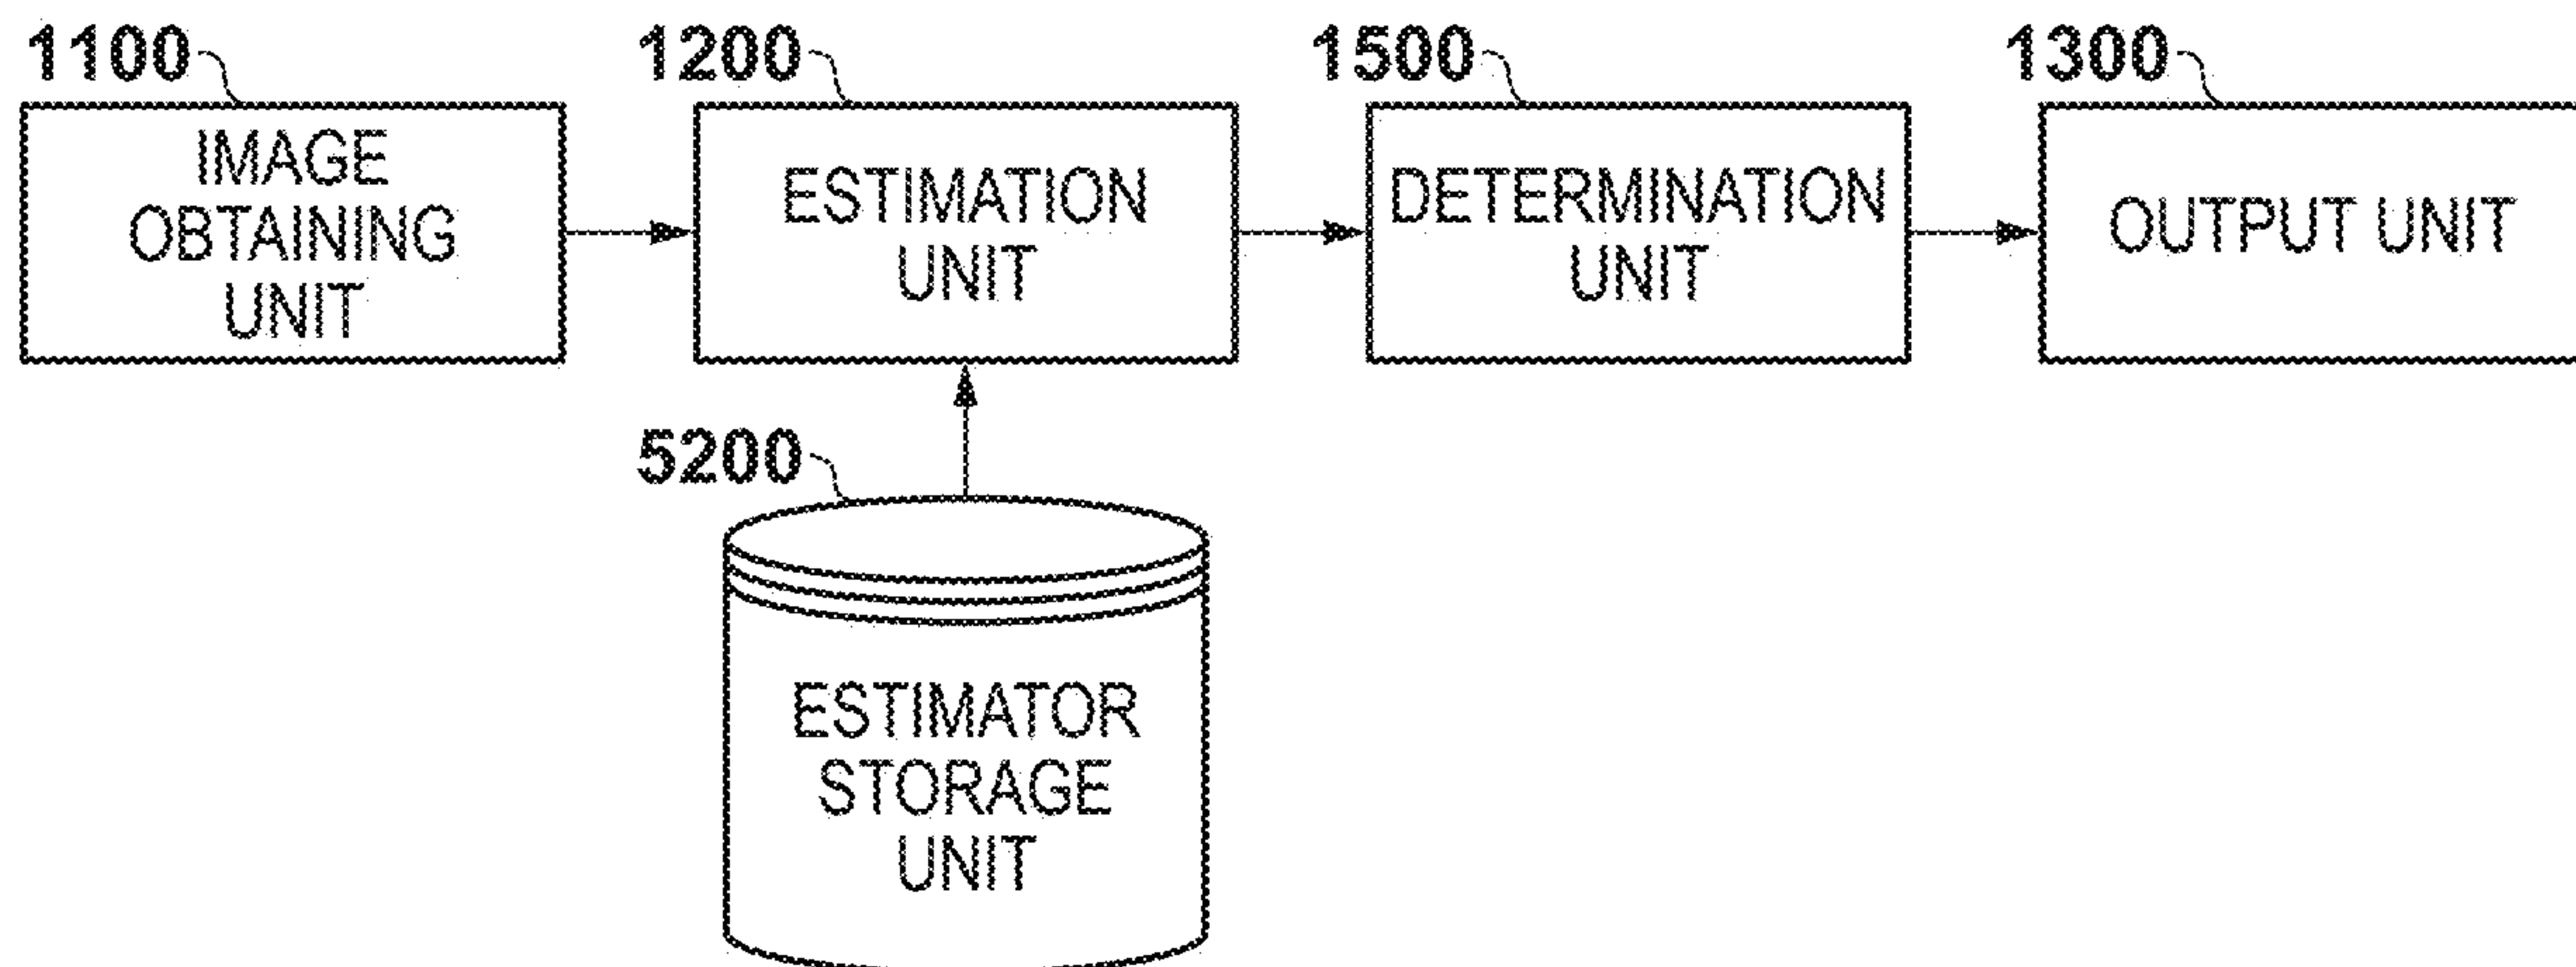 1100
IMAGE
OBTAINING
UNIT
1200
ESTIMATION
UNIT
1500
DETERMINATION
UNIT
1300
OUTPUT UNIT
5200
ESTIMATOR
STORAGE
UNIT